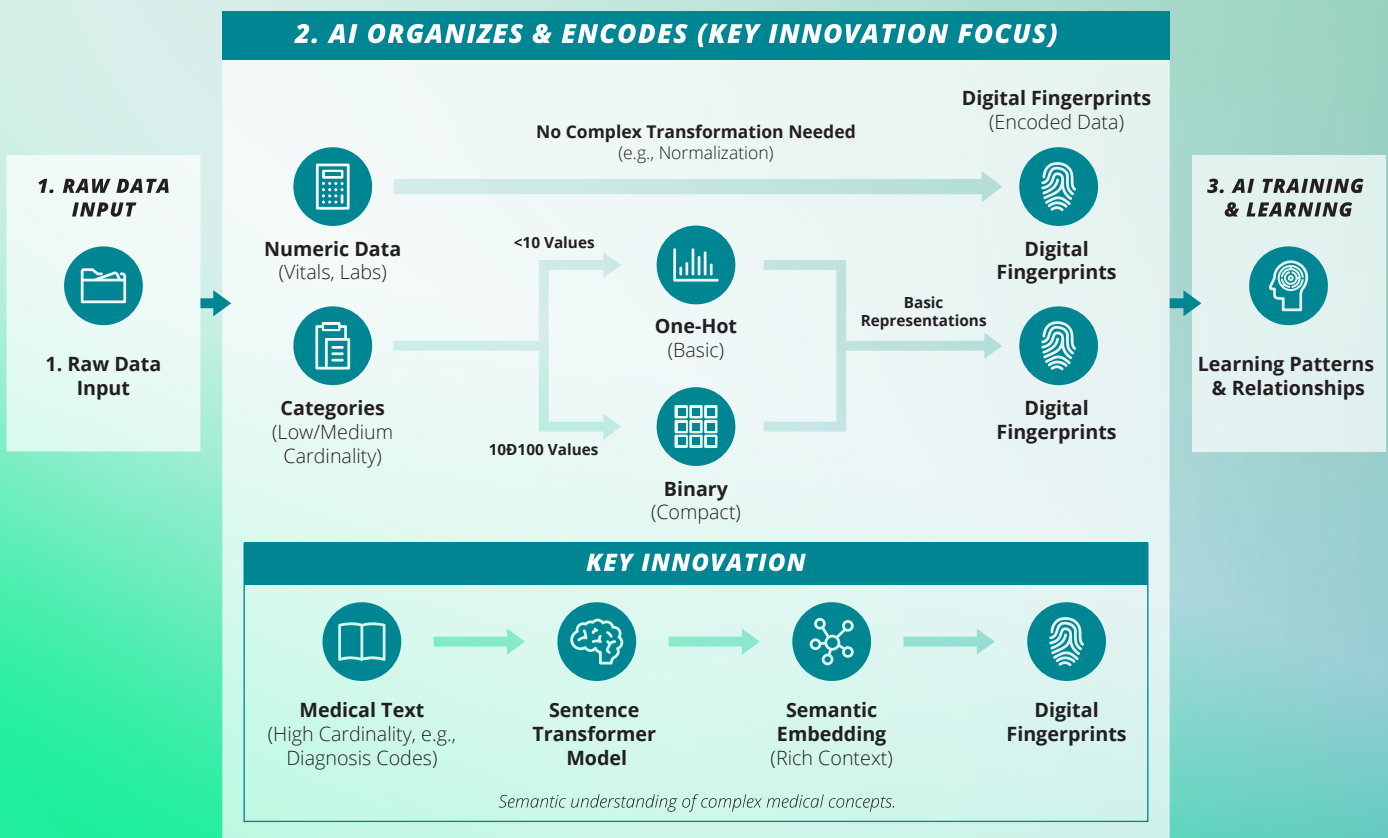 2. AI ORGANIZES & ENCODES (KEY INNOVATION FOCUS)
1. RAW DATA
INPUT
1. Raw Data
Input
Numeric Data
(Vitals, Labs)
No Complex Transformation Needed
(e.g., Normalization)
Digital Fingerprints
(Encoded Data)
Digital
Fingerprints
Categories
(Low/Medium
Cardinality)
<10 Values
10Đ100 Values
One-Hot
(Basic)
Binary
(Compact)
Basic
Representations
Digital
Fingerprints
KEY INNOVATION
Medical Text
(High Cardinality, e.g.,
Diagnosis Codes)
Sentence
Transformer
Model
Semantic
Embedding
(Rich Context)
Digital
Fingerprints
Semantic understanding of complex medical concepts.
3. AI TRAINING
& LEARNING
Learning Patterns
& Relationships